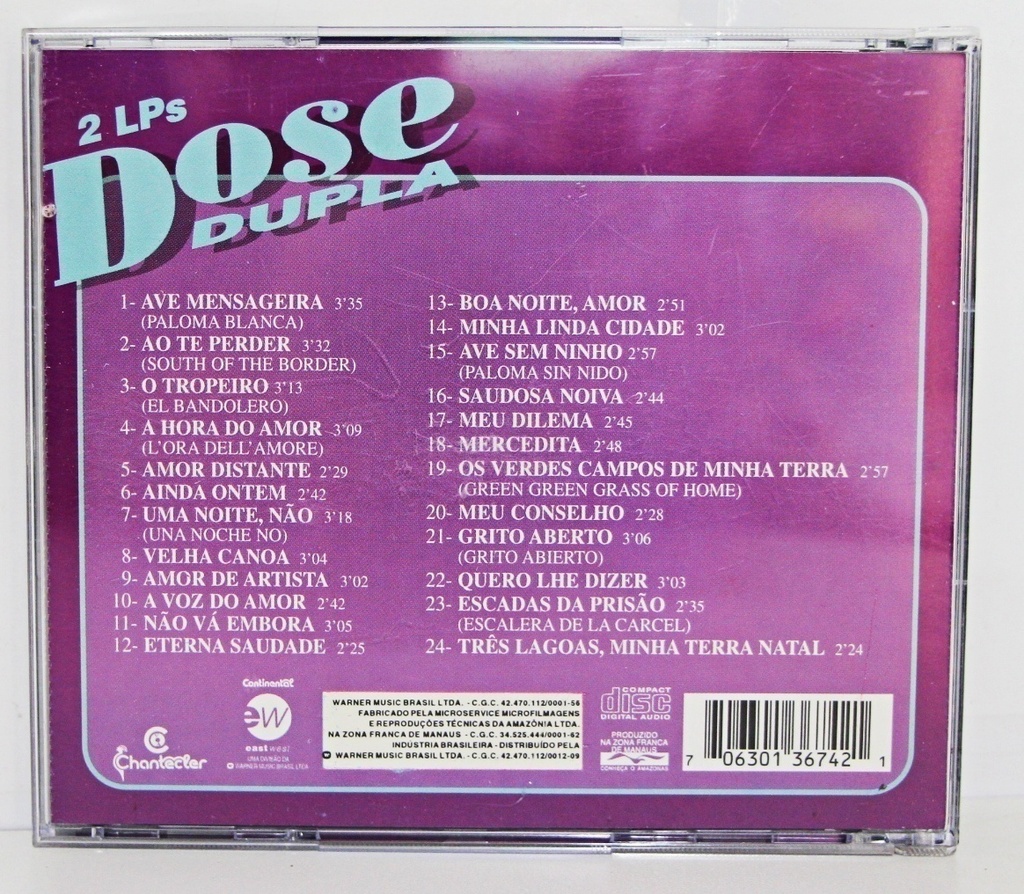 2 LPs
Dose
DUPLA
1- AVE MENSAGEIRA 3'35
(PALOMA BLANCA)
2- AO TE PERDER 3'32
(SOUTH OF THE BORDER)
3- O TROPEIRO 3'13
(EL BANDOLERO)
4- A HORA DO AMOR 3'09
(L'ORA DELL'AMORE)
5- AMOR DISTANTE 2'29
6- AINDA ONTEM 2'42
7- UMA NOITE, NÃO 3'18
(UNA NOCHE NO)
8- VELHA CANOA 3'04
9- AMOR DE ARTISTA 3'02
10- A VOZ DO AMOR 2'42
11- NÃO VÁ EMBORA 3'05
12- ETERNA SAUDADE 2'25
13- BOA NOITE, AMOR 2'51
14- MINHA LINDA CIDADE 3'02
15- AVE SEM NINHO 2'57
(PALOMA SIN NIDO)
16- SAUDOSA NOIVA 2'44
17- MEU DILEMA 2'45
18- MERCEDITA 2'48
19- OS VERDES CAMPOS DE MINHA TERRA 2'57
(GREEN GREEN GRASS OF HOME)
20- MEU CONSELHO 2'28
21- GRITO ABERTO 3'06
(GRITO ABIERTO)
22- QUERO LHE DIZER 3'03
23- ESCADAS DA PRISÃO 2'35
(ESCALERA DE LA CARCEL)
24- TRÊS LAGOAS, MINHA TERRA NATAL 2'24
Chantecler
Continental
ew
east west
UMA DIVISÃO DA
WARNER MUSIC BRASIL LTDA
WARNER MUSIC BRASIL LTDA. - C.G.C. 42.470.112/0001-56
FABRICADO PELA MICROSERVICE MICROFILMAGENS
E REPRODUÇÕES TÉCNICAS DA AMAZÔNIA LTDA.
NA ZONA FRANCA DE MANAUS - C.G.C. 34.525.444/0001-62
INDÚSTRIA BRASILEIRA - DISTRIBUÍDO PELA
WARNER MUSIC BRASIL LTDA. - C.G.C. 42.470.112/0012-09
COMPACT
disc
DIGITAL AUDIO
PRODUZIDO
NA ZONA FRANCA
DE MANAUS
CONHEÇA O AMAZONAS
7 06301 36742 1